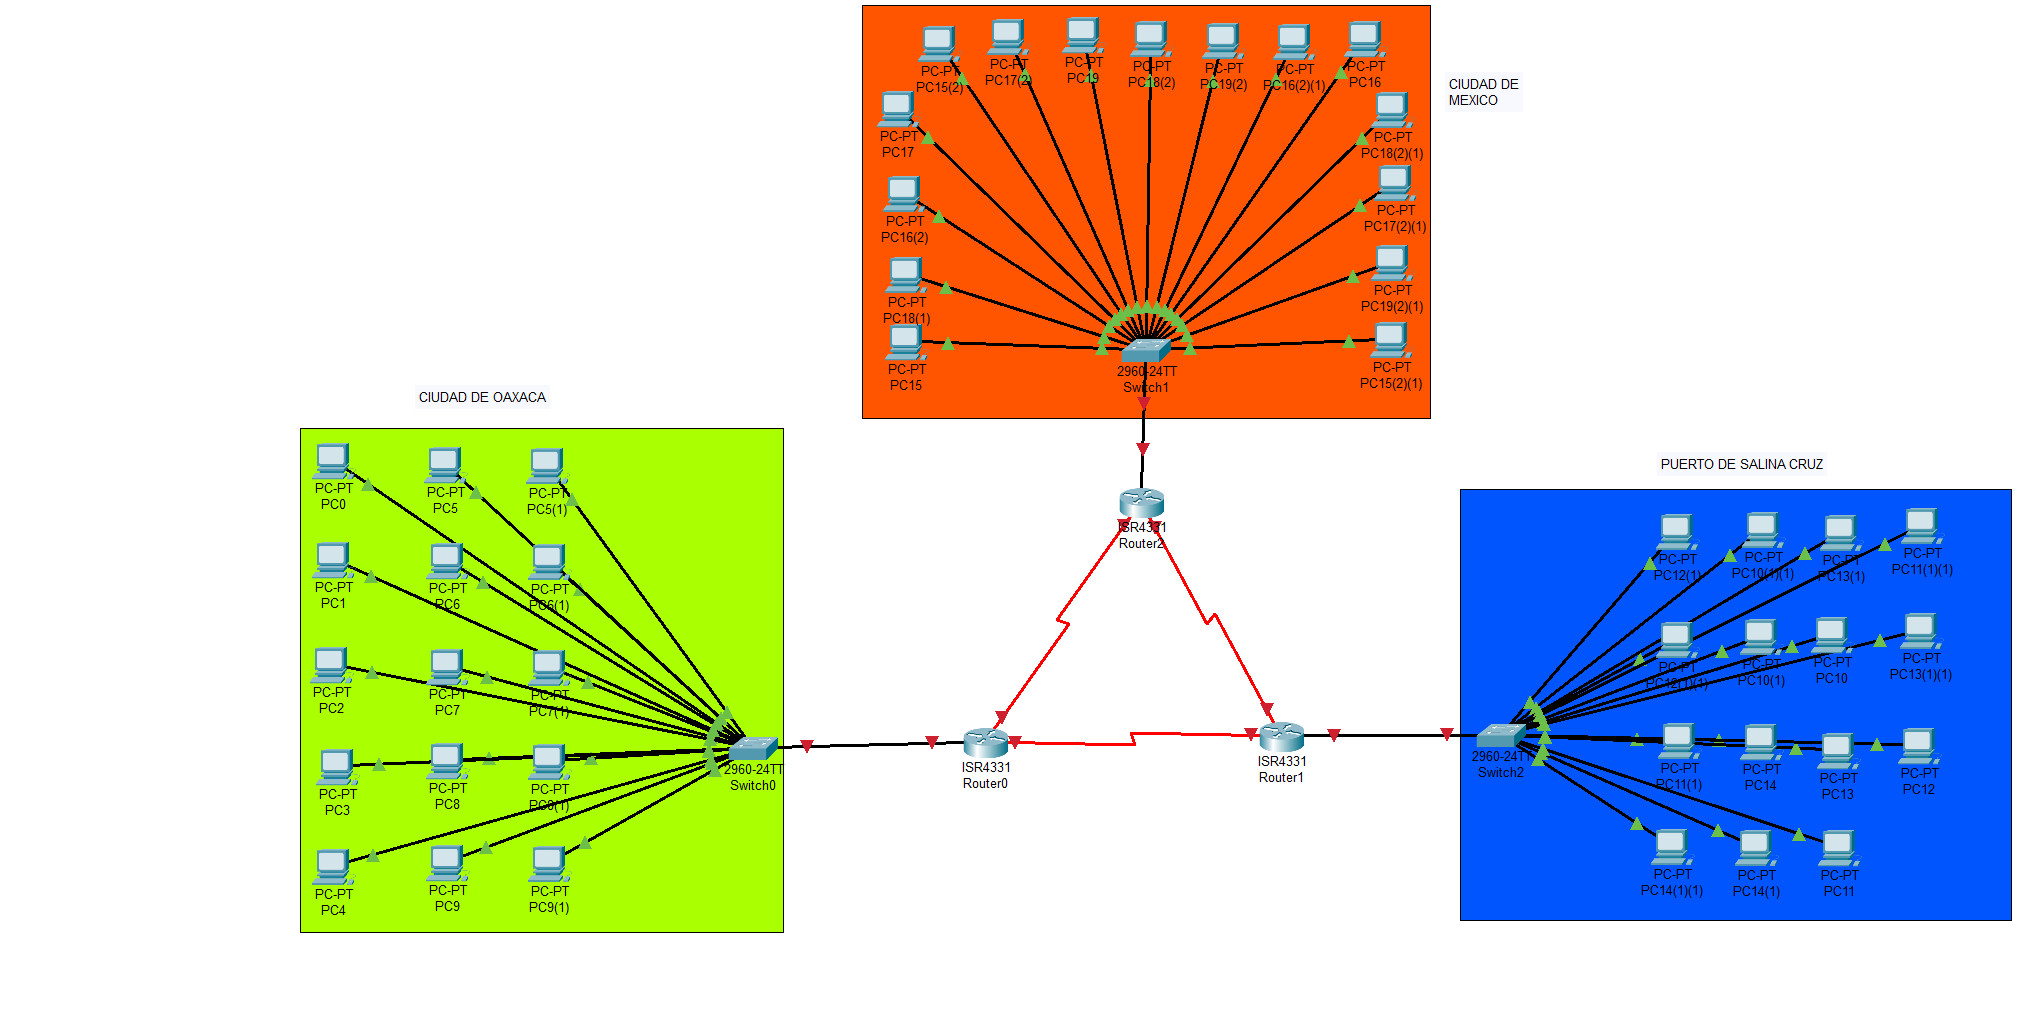 PC-PT
PC15(2)
PC-PT
PC17(2)
PC-PT
PC19
PC-PT
PC18(2)
PC-PT
PC19(2)
PC-PT
PC16(2)(1)
PC-PT
PC16
CIUDAD DE
MEXICO
PC-PT
PC17
PC-PT
PC18(2)(1)
PC-PT
PC16(2)
PC-PT
PC17(2)(1)
PC-PT
PC18(1)
PC-PT
PC19(2)(1)
PC-PT
PC15
2960-24TT
Switch1
PC-PT
PC15(2)(1)
CIUDAD DE OAXACA
PC-PT
PC0
PC-PT
PC5
PC-PT
PC5(1)
PC-PT
PC1
PC-PT
PC6
PC-PT
PC6(1)
PC-PT
PC2
PC-PT
PC7
PC-PT
PC7(1)
PC-PT
PC3
PC-PT
PC8
PC-PT
PC8(1)
PC-PT
PC4
PC-PT
PC9
PC-PT
PC9(1)
2960-24TT
Switch0
ISR4331
Router2
ISR4331
Router0
ISR4331
Router1
PUERTO DE SALINA CRUZ
PC-PT
PC12(1)
PC-PT
PC10(1)(1)
PC-PT
PC13(1)
PC-PT
PC11(1)(1)
PC-PT
PC12(1)(1)
PC-PT
PC10(1)
PC-PT
PC10
PC-PT
PC13(1)(1)
2960-24TT
Switch2
PC-PT
PC11(1)
PC-PT
PC14
PC-PT
PC13
PC-PT
PC12
PC-PT
PC14(1)(1)
PC-PT
PC14(1)
PC-PT
PC11